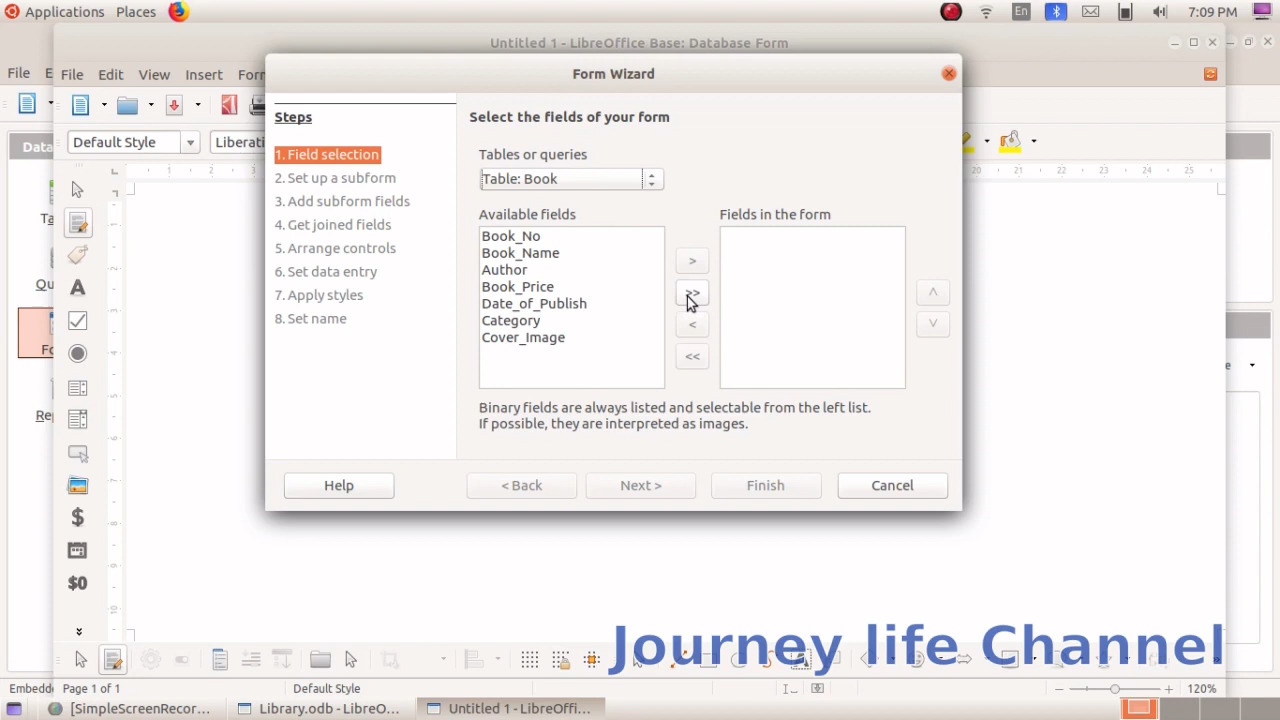 Applications Places
En
7:09 PM
Untitled 1 - LibreOffice Base: Database Form
File
File Edit View Insert
Form Wizard
Default Style
Steps
1. Field selection
2. Set up a subform
3. Add subform fields
4. Get joined fields
5. Arrange controls
6. Set data entry
7. Apply styles
8. Set name
Select the fields of your form
Tables or queries
Table: Book
Available fields
Fields in the form
Book_No
Book_Name
Author
Book_Price
Date_of_Publish
Category
Cover_Image
>
>>
<
<<
Binary fields are always listed and selectable from the left list.
If possible, they are interpreted as images.
Help
< Back
Next >
Finish
Cancel
Journey life Channel
Page 1 of 1
Default Style
120%
[SimpleScreenRecor...
Library.odb - LibreO...
Untitled 1 - LibreOffi...